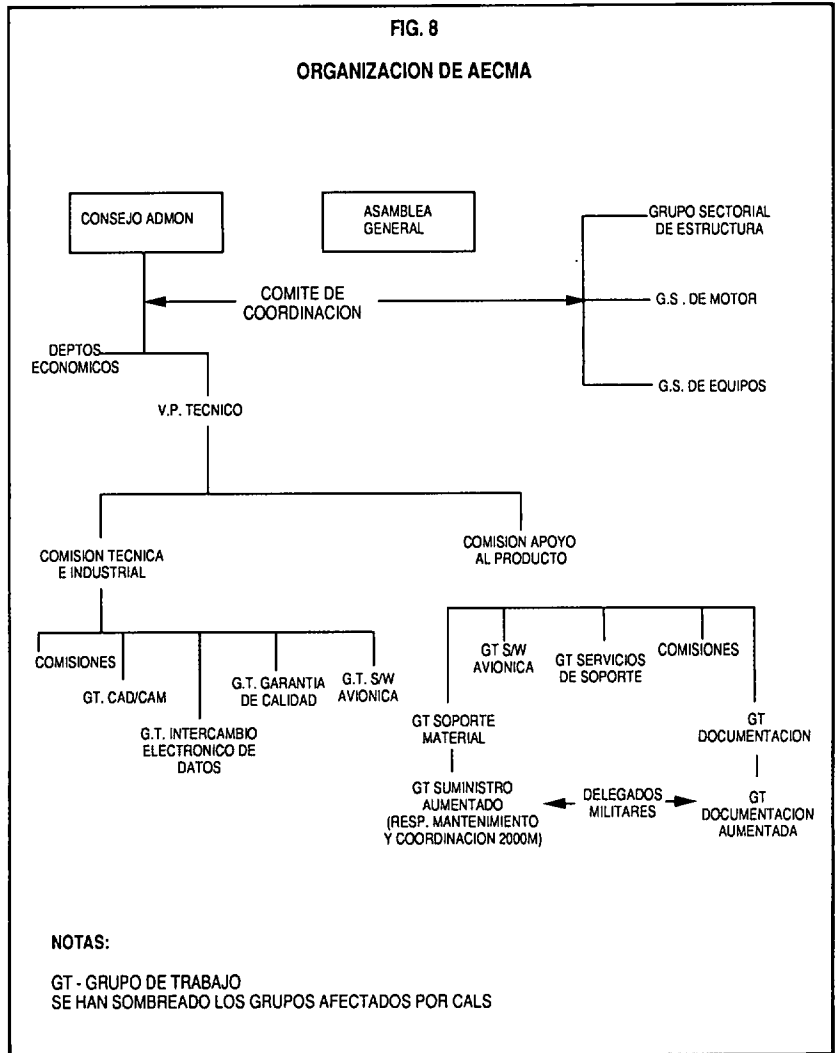 FIG. 8
ORGANIZACION DE AECMA
CONSEJO ADMON
ASAMBLEA
GENERAL
GRUPO SECTORIAL
DE ESTRUCTURA
COMITE DE
COORDINACION
G.S . DE MOTOR
DEPTOS
ECONOMICOS
G.S. DE EQUIPOS
V.P. TECNICO
COMISION TECNICA
E INDUSTRIAL
COMISION APOYO
AL PRODUCTO
COMISIONES
GT. CAD/CAM
G.T. INTERCAMBIO
ELECTRONICO DE
DATOS
G.T. GARANTIA
DE CALIDAD
G.T. S/W
AVIONICA
GT SOPORTE
MATERIAL
GT S/W
AVIONICA
GT SERVICIOS
DE SOPORTE
COMISIONES
GT
DOCUMENTACION
GT SUMINISTRO
AUMENTADO
(RESP. MANTENIMIENTO
Y COORDINACION 2000M)
DELEGADOS
MILITARES
GT
DOCUMENTACION
AUMENTADA
NOTAS:
GT - GRUPO DE TRABAJO
SE HAN SOMBREADO LOS GRUPOS AFECTADOS POR CALS